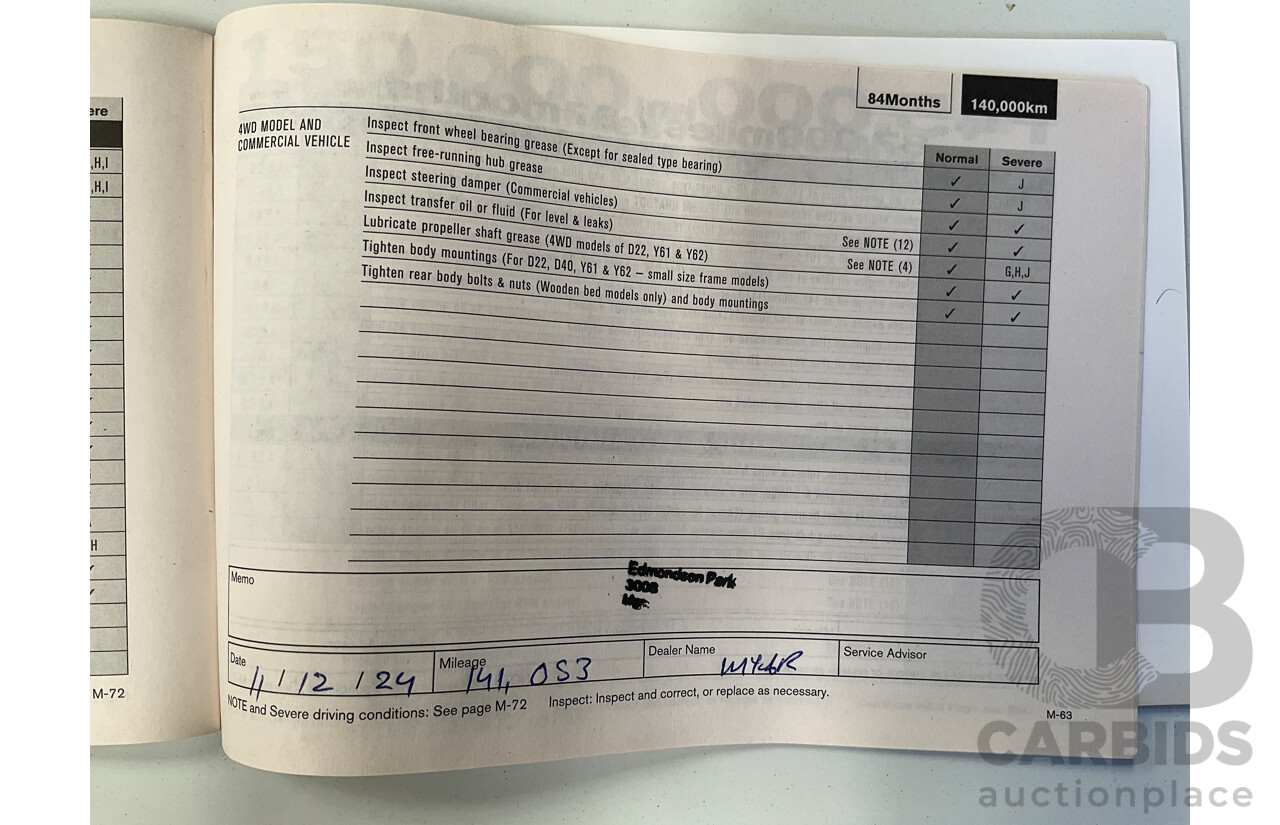 ere
,H,I
,H,I
H
M-72
84Months 140,000km
4WD MODEL AND
COMMERCIAL VEHICLE
Normal Severe
Inspect front wheel bearing grease (Except for sealed type bearing) ✓ J
Inspect free-running hub grease ✓ J
Inspect steering damper (Commercial vehicles) ✓ ✓
Inspect transfer oil or fluid (For level & leaks) See NOTE (12) ✓ ✓
Lubricate propeller shaft grease (4WD models of D22, Y61 & Y62) See NOTE (4) ✓ G,H,J
Tighten body mountings (For D22, D40, Y61 & Y62 – small size frame models) ✓ ✓
Tighten rear body bolts & nuts (Wooden bed models only) and body mountings ✓ ✓
Memo
Edmondson Park
3008
Mgr.
Date 11/12/24 Mileage 141,053 Dealer Name Service Advisor
NOTE and Severe driving conditions: See page M-72 Inspect: Inspect and correct, or replace as necessary.
M-63
CARBIDS
auctionplace